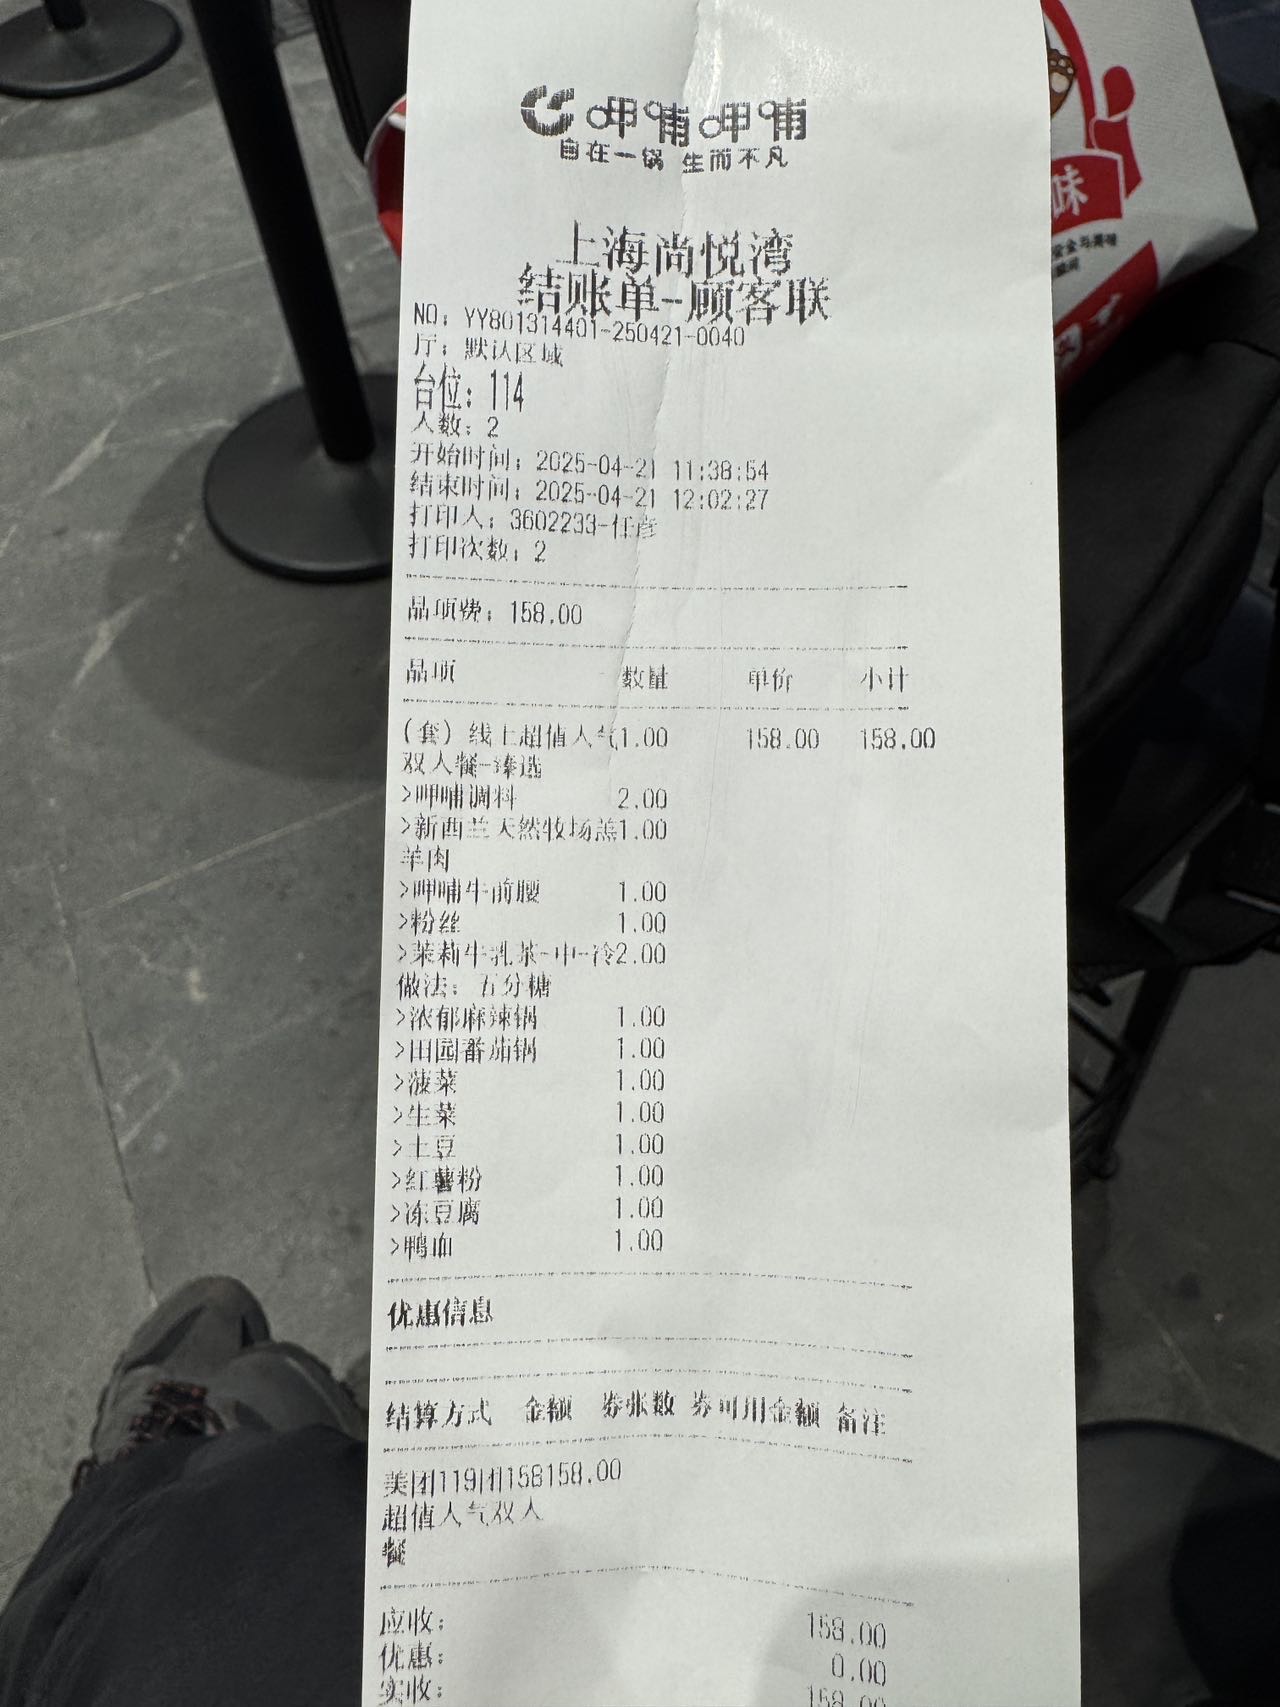 呷哺呷哺
自在一锅 生而不凡
上海尚悦湾
结账单-顾客联
NO: YY801314401-250421-0040
厅: 默认区域
台位: 114
人数: 2
开始时间: 2025-04-21 11:38:54
结束时间: 2025-04-21 12:02:27
打印人: 3602233-任彦
打印次数: 2
品项费: 158.00
品项 数量 单价 小计
(套) 线上超值人气1.00 158.00 158.00
双人餐-臻选
>呷哺调料 2.00
>新西兰天然牧场羔1.00
羊肉
>呷哺牛前腰 1.00
>粉丝 1.00
>茉莉牛乳茶-中-冷2.00
做法: 五分糖
>浓郁麻辣锅 1.00
>田园番茄锅 1.00
>菠菜 1.00
>生菜 1.00
>土豆 1.00
>红薯粉 1.00
>冻豆腐 1.00
>鸭血 1.00
优惠信息
结算方式 金额 券张数 券可用金额 备注
美团119团158158.00
超值人气双人
餐
应收: 158.00
优惠: 0.00
实收: 158.00
味